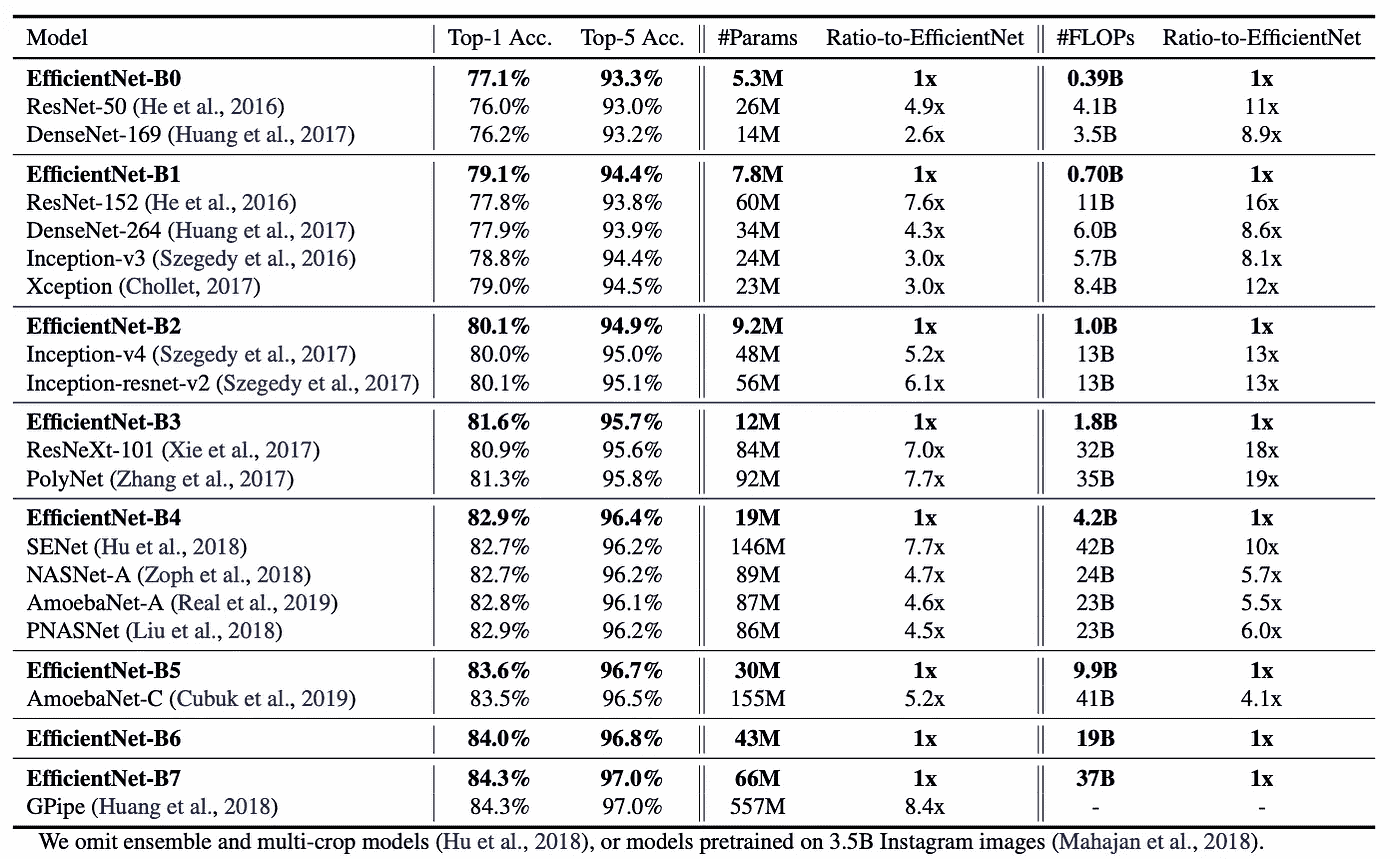 Model Top-1 Acc. Top-5 Acc. #Params Ratio-to-EfficientNet #FLOPs Ratio-to-EfficientNet
EfficientNet-B0 77.1% 93.3% 5.3M 1x 0.39B 1x
ResNet-50 (He et al., 2016) 76.0% 93.0% 26M 4.9x 4.1B 11x
DenseNet-169 (Huang et al., 2017) 76.2% 93.2% 14M 2.6x 3.5B 8.9x
EfficientNet-B1 79.1% 94.4% 7.8M 1x 0.70B 1x
ResNet-152 (He et al., 2016) 77.8% 93.8% 60M 7.6x 11B 16x
DenseNet-264 (Huang et al., 2017) 77.9% 93.9% 34M 4.3x 6.0B 8.6x
Inception-v3 (Szegedy et al., 2016) 78.8% 94.4% 24M 3.0x 5.7B 8.1x
Xception (Chollet, 2017) 79.0% 94.5% 23M 3.0x 8.4B 12x
EfficientNet-B2 80.1% 94.9% 9.2M 1x 1.0B 1x
Inception-v4 (Szegedy et al., 2017) 80.0% 95.0% 48M 5.2x 13B 13x
Inception-resnet-v2 (Szegedy et al., 2017) 80.1% 95.1% 56M 6.1x 13B 13x
EfficientNet-B3 81.6% 95.7% 12M 1x 1.8B 1x
ResNeXt-101 (Xie et al., 2017) 80.9% 95.6% 84M 7.0x 32B 18x
PolyNet (Zhang et al., 2017) 81.3% 95.8% 92M 7.7x 35B 19x
EfficientNet-B4 82.9% 96.4% 19M 1x 4.2B 1x
SENet (Hu et al., 2018) 82.7% 96.2% 146M 7.7x 42B 10x
NASNet-A (Zoph et al., 2018) 82.7% 96.2% 89M 4.7x 24B 5.7x
AmoebaNet-A (Real et al., 2019) 82.8% 96.1% 87M 4.6x 23B 5.5x
PNASNet (Liu et al., 2018) 82.9% 96.2% 86M 4.5x 23B 6.0x
EfficientNet-B5 83.6% 96.7% 30M 1x 9.9B 1x
AmoebaNet-C (Cubuk et al., 2019) 83.5% 96.5% 155M 5.2x 41B 4.1x
EfficientNet-B6 84.0% 96.8% 43M 1x 19B 1x
EfficientNet-B7 84.3% 97.0% 66M 1x 37B 1x
GPipe (Huang et al., 2018) 84.3% 97.0% 557M 8.4x - -
We omit ensemble and multi-crop models (Hu et al., 2018), or models pretrained on 3.5B Instagram images (Mahajan et al., 2018).